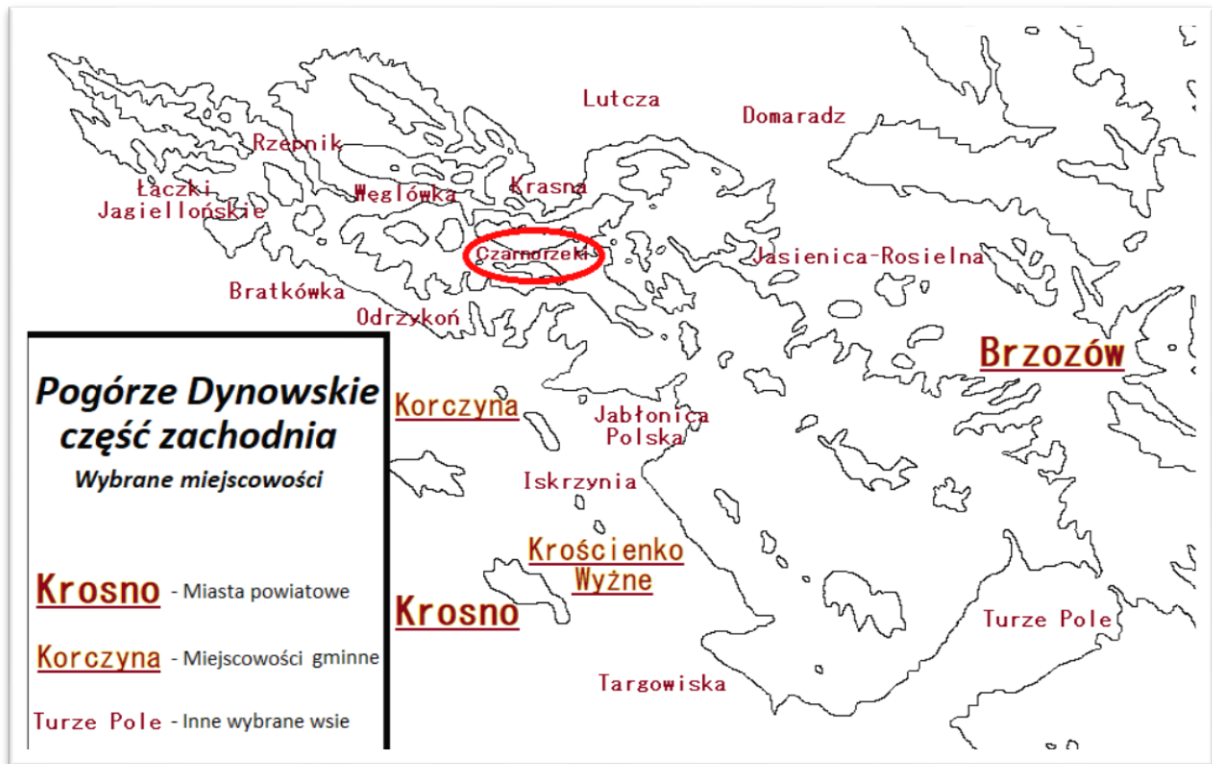 Lutcza
Domaradz
Rzepnik
Krasna
Łączki
Jagiellońskie
Węglówka
Czarnorzeki
Jasienica-Rosielna
Bratkówka
Odrzykoń
Brzozów
Korczyna
Jabłonica
Polska
Iskrzynia
Krościenko
Wyżne
Krosno
Turze Pole
Targowiska
Pogórze Dynowskie
część zachodnia
Wybrane miejscowości
Krosno - Miasta powiatowe
Korczyna - Miejscowości gminne
Turze Pole - Inne wybrane wsie